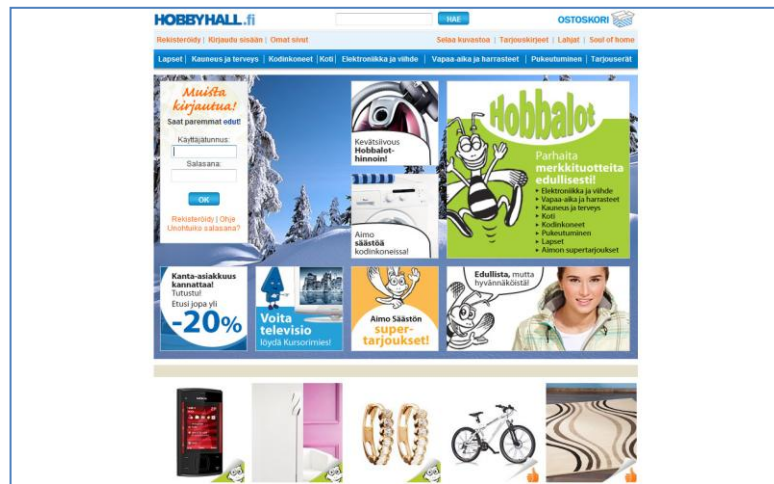 HOBBYHALL.fi
HAE
OSTOSKORI
Rekisteröidy | Kirjaudu sisään | Omat sivut
Selaa kuvastoa | Tarjouskirjeet | Lahjat | Soul of home
Lapset | Kauneus ja terveys | Kodinkoneet | Koti | Elektroniikka ja viihde | Vapaa-aika ja harrasteet | Pukeutuminen | Tarjouserät
Muista
kirjautua!
Saat paremmat edut!
Käyttäjätunnus:
Salasana:
OK
Rekisteröidy | Ohje
Unohtuiko salasana?
Kevätsiivous
Hobbalot-
hinnoin!
Aimo
säästöä
kodinkoneissa!
Hobbalot
Parhaita
merkkituotteita
edullisesti!
Elektroniikka ja viihde
Vapaa-aika ja harrasteet
Kauneus ja terveys
Koti
Kodinkoneet
Pukeutuminen
Lapset
Aimon supertarjoukset
Kanta-asiakkuus
kannattaa!
Tutustu!
Etusi jopa yli
-20%
Voita
televisio
löydä Kursorimies!
Aimo Säästön
super-
tarjoukset!
Edullista, mutta
hyvännäköistä!
NOKIA